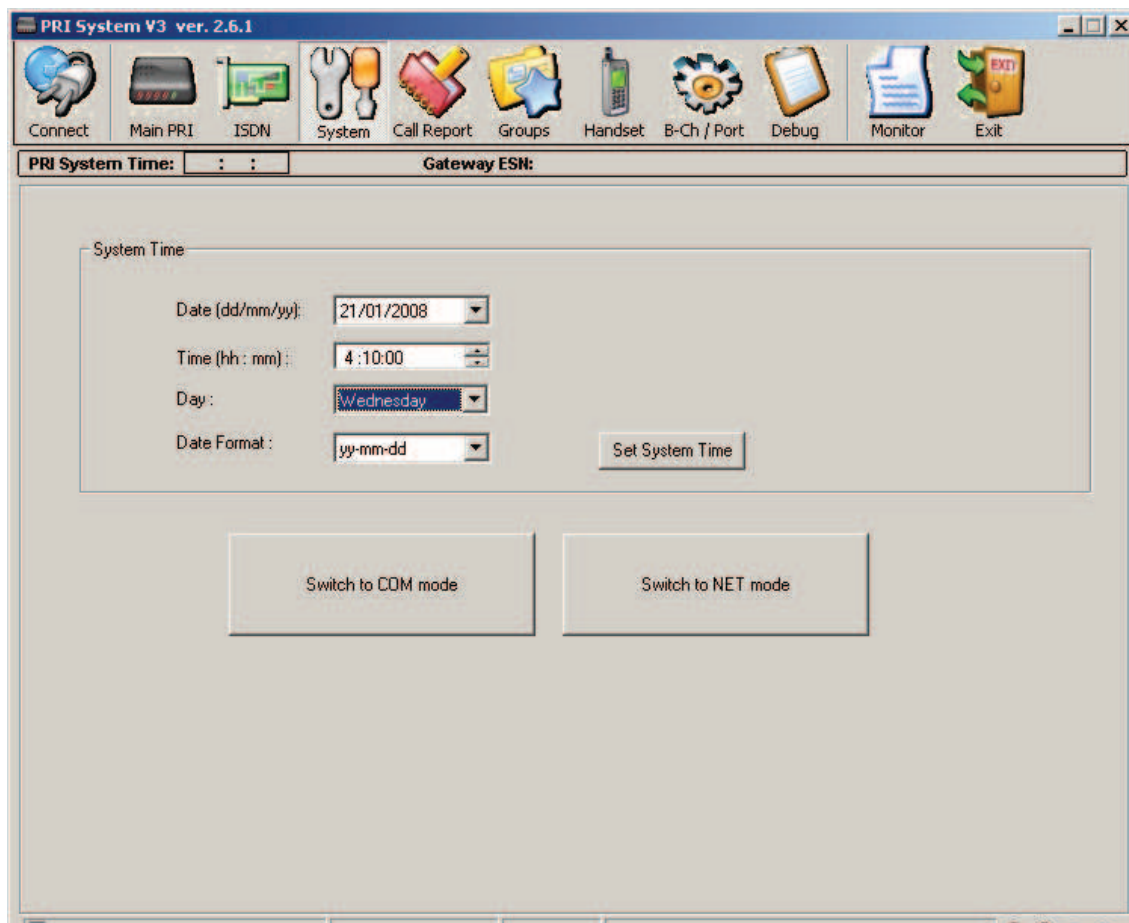 PRI System V3 ver. 2.6.1
Connect Main PRI ISDN System Call Report Groups Handset B-Ch / Port Debug Monitor EXIT Exit
PRI System Time: : : Gateway ESN:
System Time
Date (dd/mm/yy): 21/01/2008
Time (hh : mm) : 4 :10:00
Day : Wednesday
Date Format : yy-mm-dd Set System Time
Switch to COM mode Switch to NET mode